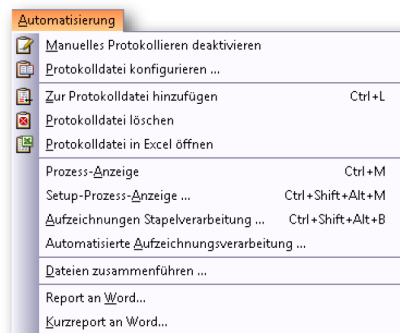 Automatisierung
Manuelles Protokollieren deaktivieren
Protokolldatei konfigurieren ...
Zur Protokolldatei hinzufügen Ctrl+L
Protokolldatei löschen
Protokolldatei in Excel öffnen
Prozess-Anzeige Ctrl+M
Setup-Prozess-Anzeige ... Ctrl+Shift+Alt+M
Aufzeichnungen Stapelverarbeitung ... Ctrl+Shift+Alt+B
Automatisierte Aufzeichnungsverarbeitung ...
Dateien zusammenführen ...
Report an Word...
Kurzreport an Word...